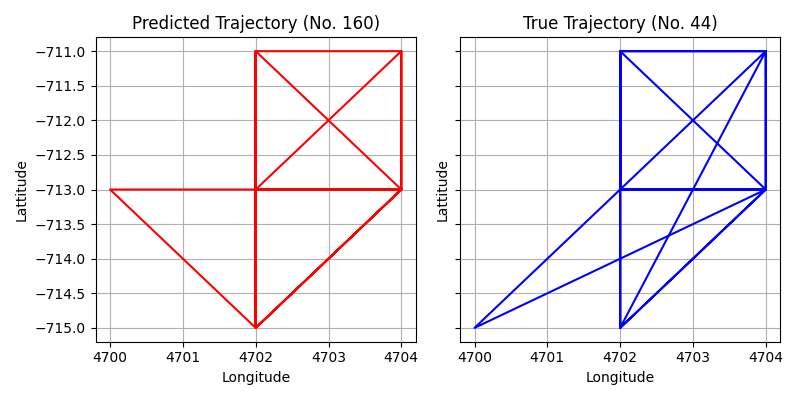 Predicted Trajectory (No. 160)
True Trajectory (No. 44)
−711.0
−711.5
−712.0
−712.5
−713.0
−713.5
−714.0
−714.5
−715.0
Lattitude
Lattitude
4700 4701 4702 4703 4704
4700 4701 4702 4703 4704
Longitude
Longitude